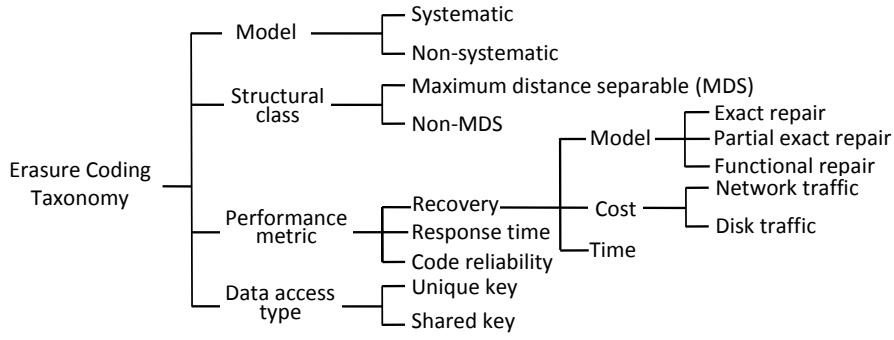 Erasure Coding
Taxonomy
Model
Systematic
Non-systematic
Structural
class
Maximum distance separable (MDS)
Non-MDS
Performance
metric
Recovery
Model
Exact repair
Partial exact repair
Functional repair
Cost
Network traffic
Disk traffic
Time
Response time
Code reliability
Data access
type
Unique key
Shared key